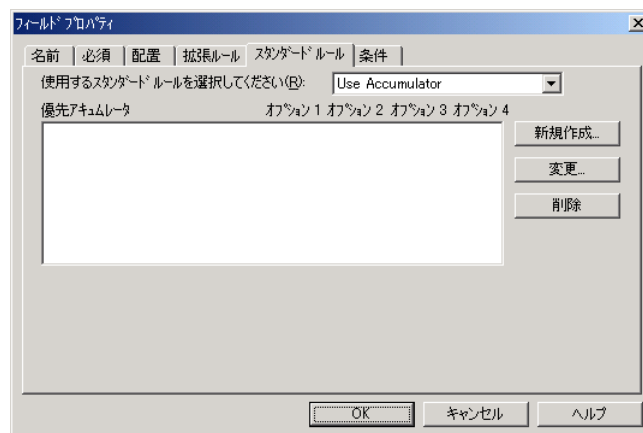 フィールド プロパティ
名前 必須 配置 拡張ルール スタンダード ルール 条件
使用するスタンダード ルールを選択してください(R): Use Accumulator
優先アキュムレータ オプション 1 オプション 2 オプション 3 オプション 4
新規作成...
変更...
削除
OK キャンセル ヘルプ